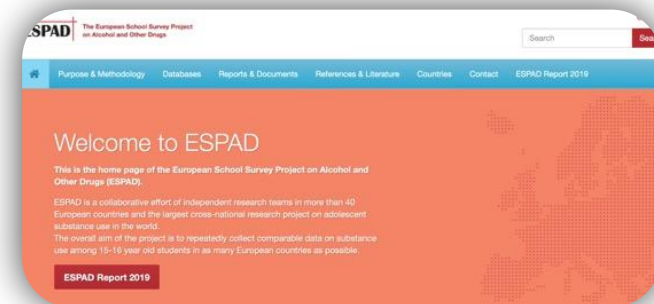 ESPAD
The European School Survey Project
on Alcohol and Other Drugs
Search
Purpose & Methodology Databases Reports & Documents References & Literature Countries Contact ESPAD Report 2019
Welcome to ESPAD
This is the home page of the European School Survey Project on Alcohol and
Other Drugs (ESPAD).
ESPAD is a collaborative effort of independent research teams in more than 40
European countries and the largest cross-national research project on adolescent
substance use in the world.
The overall aim of the project is to repeatedly collect comparable data on substance
use among 15-16 year old students in as many European countries as possible.
ESPAD Report 2019